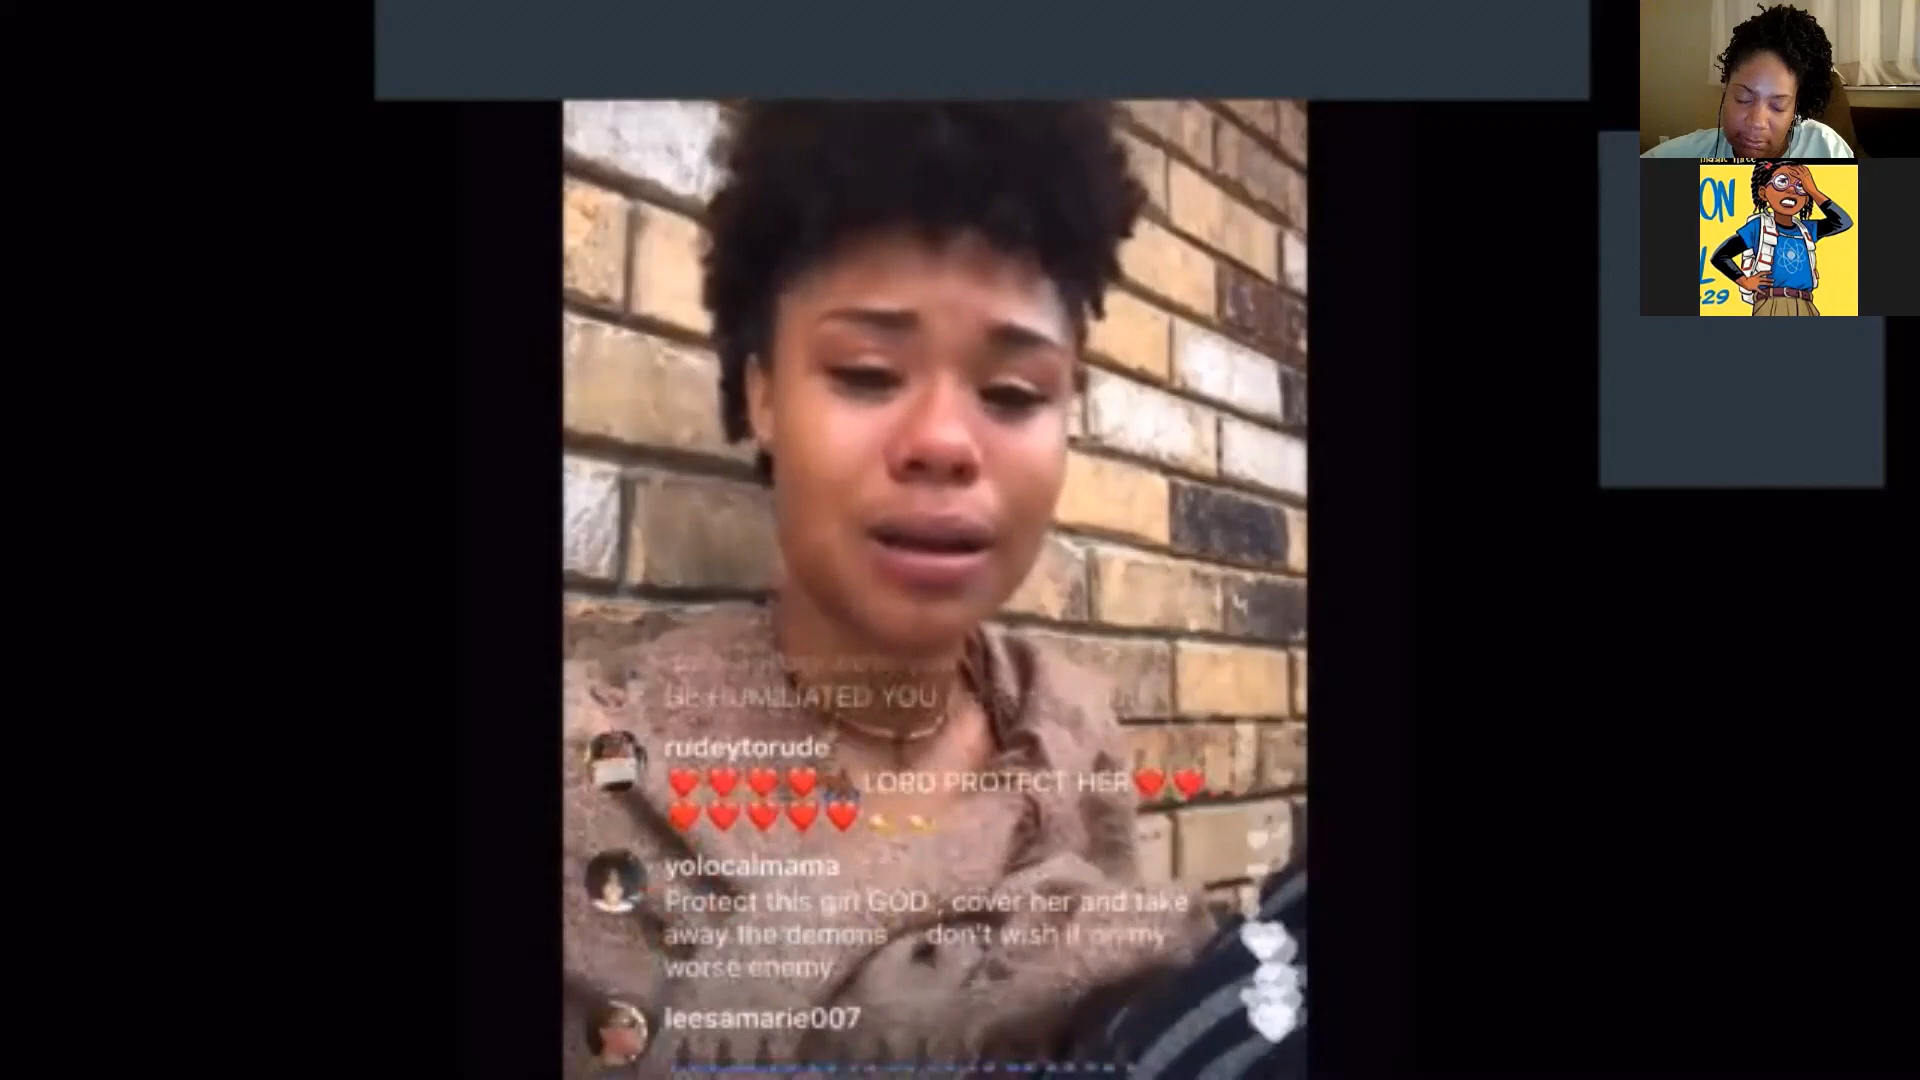 BE HUMILIATED YOU
rudeytorude
LORD PROTECT HER
yolocalmama
Protect this girl GOD , cover her and take
away the demons don't wish it on my
worse enemy
leesamarie007
ON
29